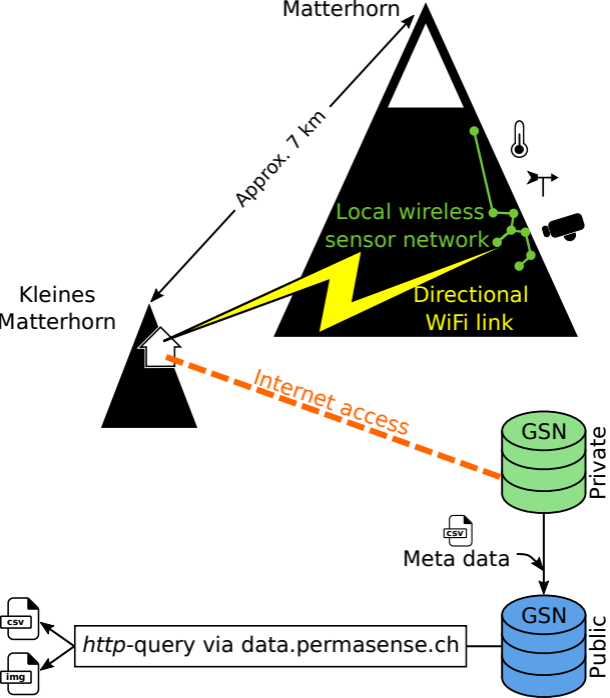 Matterhorn
Approx. 7 km
Local wireless
sensor network
Kleines
Matterhorn
Directional
WiFi link
Internet access
GSN
Private
csv
Meta data
GSN
Public
csv
http-query via data.permasense.ch
img